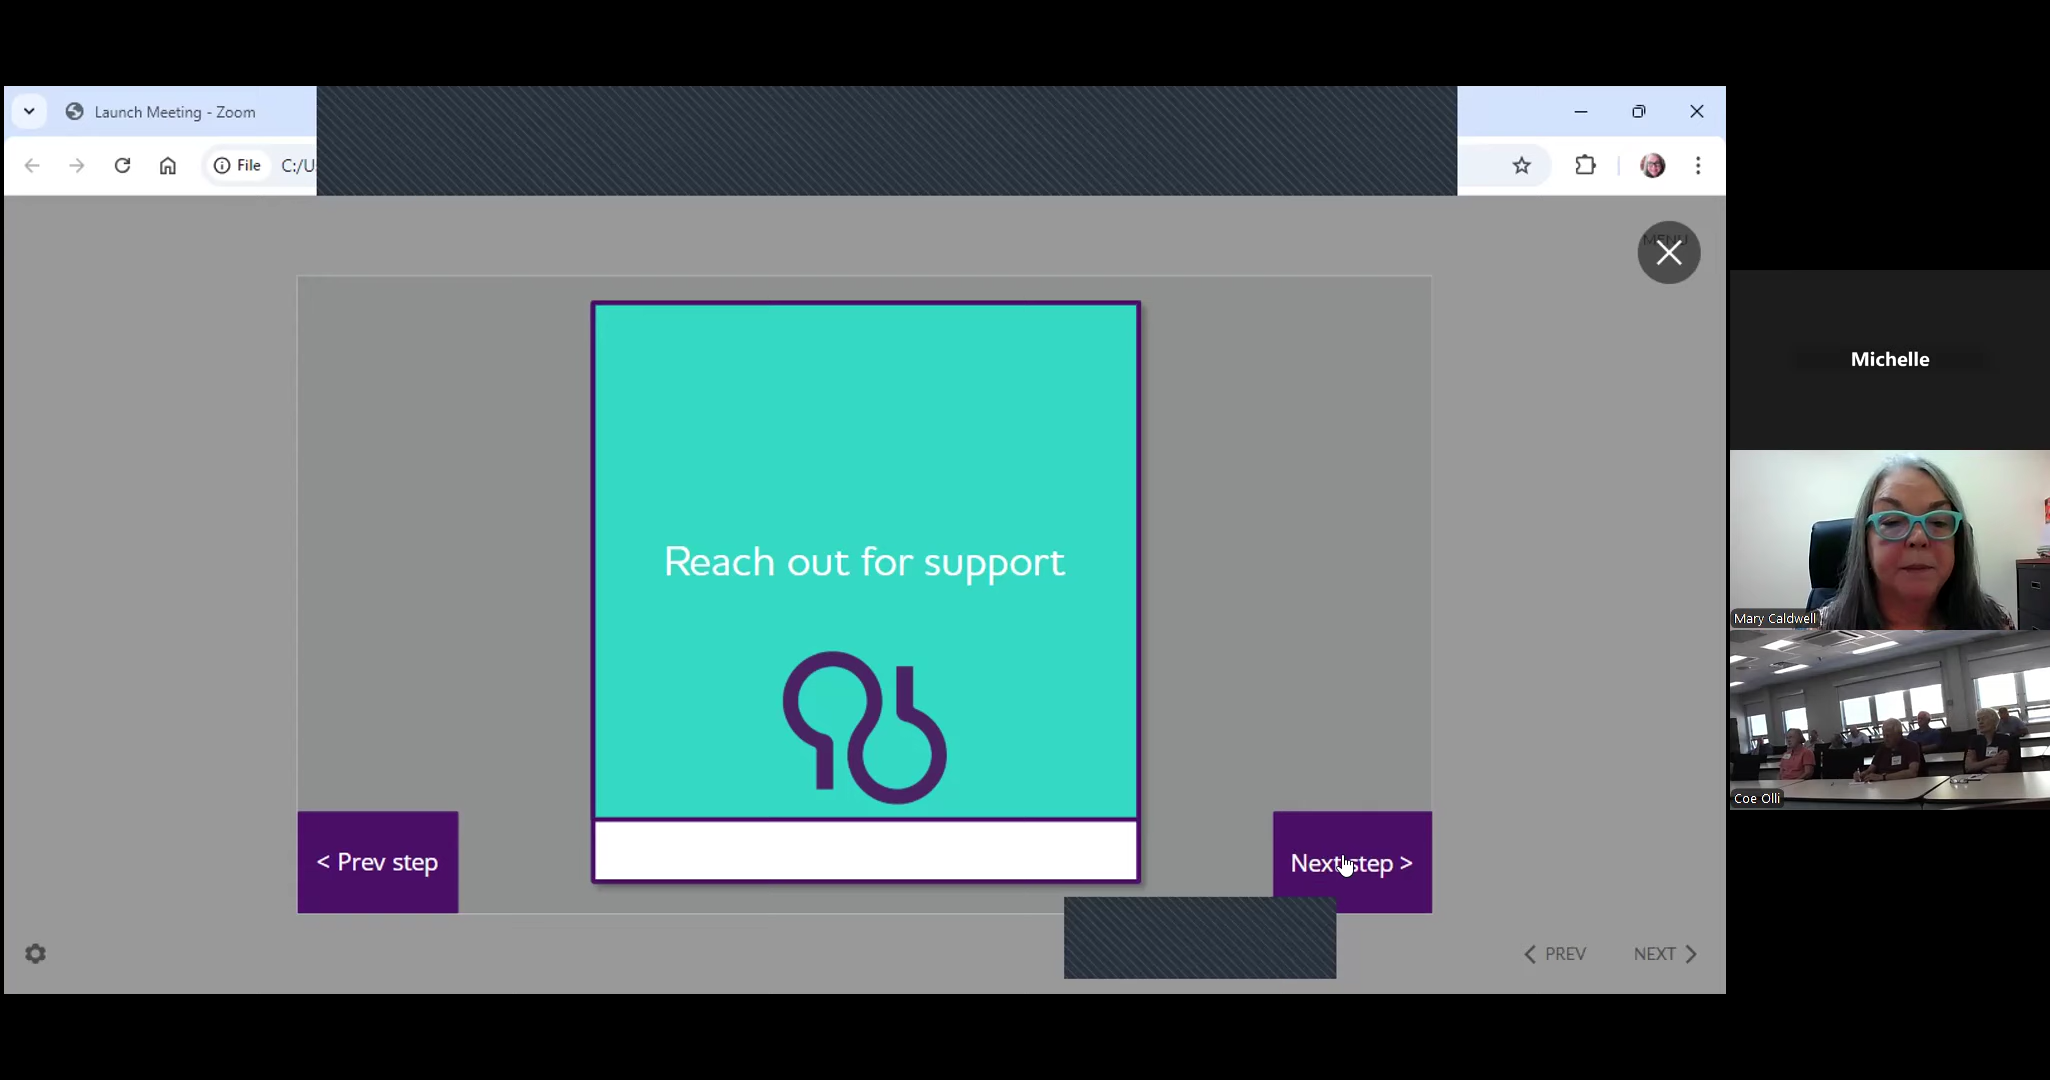 Launch Meeting - Zoom
File C:/U
MENU
Reach out for support
< Prev step
Next step >
PREV
NEXT
Michelle
Mary Caldwell
Coe Olli